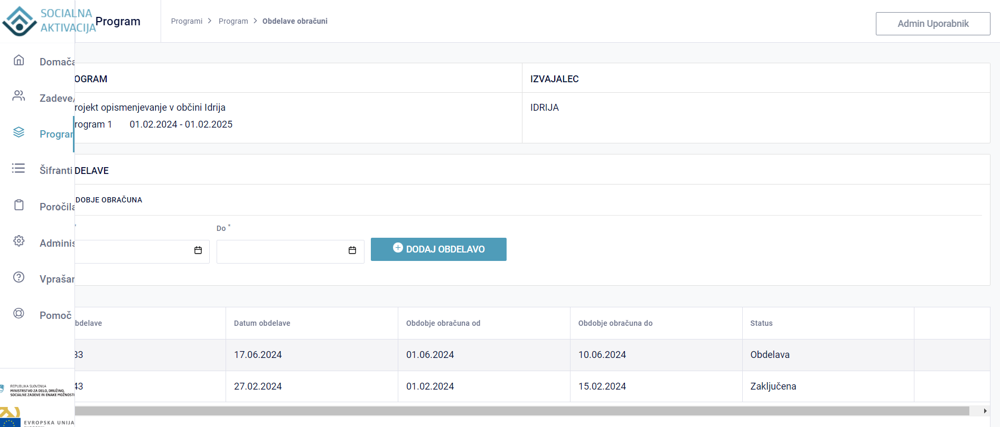 SOCIALNA
AKTIVACIJA
Program
Programi > Program > Obdelave obračuni
Admin Uporabnik
Domača
Zadeve/
Program
Šifranti
Poročila
Adminis
Vprašan
Pomoč
REPUBLIKA SLOVENIJA
MINISTRSTVO ZA DELO, DRUŽINO,
SOCIALNE ZADEVE IN ENAKE MOŽNOSTI
EVROPSKA UNIJA
OGRAM
IZVAJALEC
rojekt opismenjevanje v občini Idrija
IDRIJA
rogram 1 01.02.2024 - 01.02.2025
DELAVE
DOBJE OBRAČUNA
*
Do *
DODAJ OBDELAVO
bdelave Datum obdelave Obdobje obračuna od Obdobje obračuna do Status
33 17.06.2024 01.06.2024 10.06.2024 Obdelava
43 27.02.2024 01.02.2024 15.02.2024 Zaključena